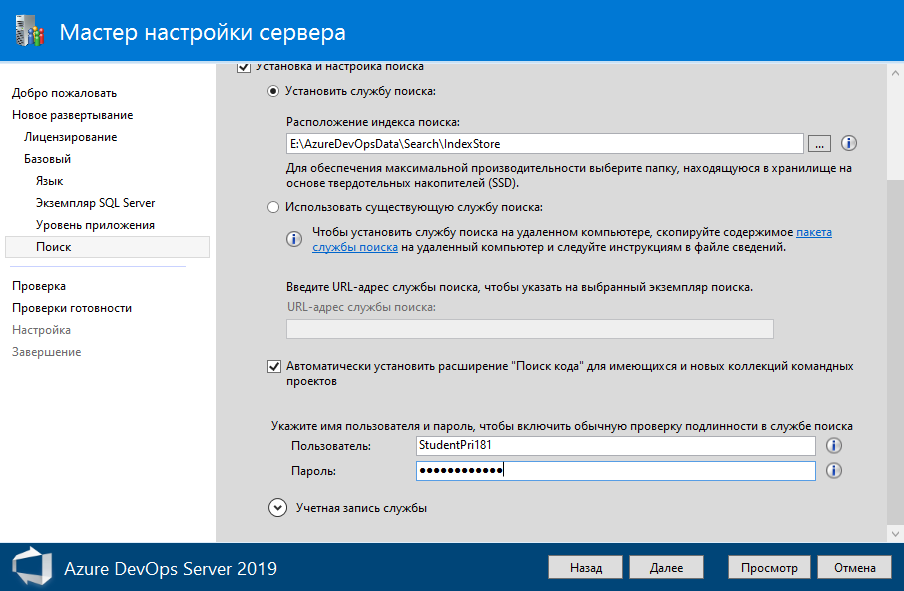 Мастер настройки сервера
Добро пожаловать
Новое развертывание
Лицензирование
Базовый
Язык
Экземпляр SQL Server
Уровень приложения
Поиск
Проверка
Проверки готовности
Настройка
Завершение
Установка и настройка поиска
Установить службу поиска:
Расположение индекса поиска:
E:\AzureDevOpsData\Search\IndexStore
...
Для обеспечения максимальной производительности выберите папку, находящуюся в хранилище на
основе твердотельных накопителей (SSD).
Использовать существующую службу поиска:
Чтобы установить службу поиска на удаленном компьютере, скопируйте содержимое пакета
службы поиска на удаленный компьютер и следуйте инструкциям в файле сведений.
Введите URL-адрес службы поиска, чтобы указать на выбранный экземпляр поиска.
URL-адрес службы поиска:
Автоматически установить расширение "Поиск кода" для имеющихся и новых коллекций командных
проектов
Укажите имя пользователя и пароль, чтобы включить обычную проверку подлинности в службе поиска
Пользователь:
StudentPri181
Пароль:
●●●●●●●●●●●●
Учетная запись службы
Azure DevOps Server 2019
Назад
Далее
Просмотр
Отмена